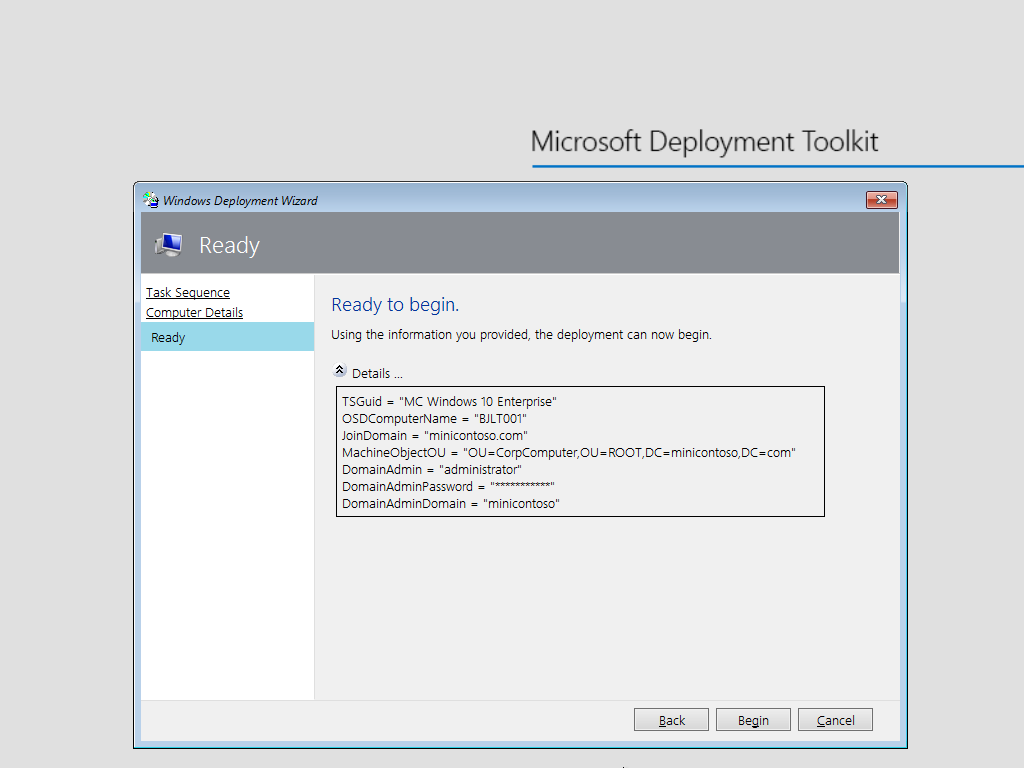 Microsoft Deployment Toolkit
Windows Deployment Wizard
Ready
Task Sequence
Computer Details
Ready
Ready to begin.
Using the information you provided, the deployment can now begin.
Details ...
TSGuid = "MC Windows 10 Enterprise"
OSDComputerName = "BJLT001"
JoinDomain = "minicontoso.com"
MachineObjectOU = "OU=CorpComputer,OU=ROOT,DC=minicontoso,DC=com"
DomainAdmin = "administrator"
DomainAdminPassword = "***********"
DomainAdminDomain = "minicontoso"
Back Begin Cancel